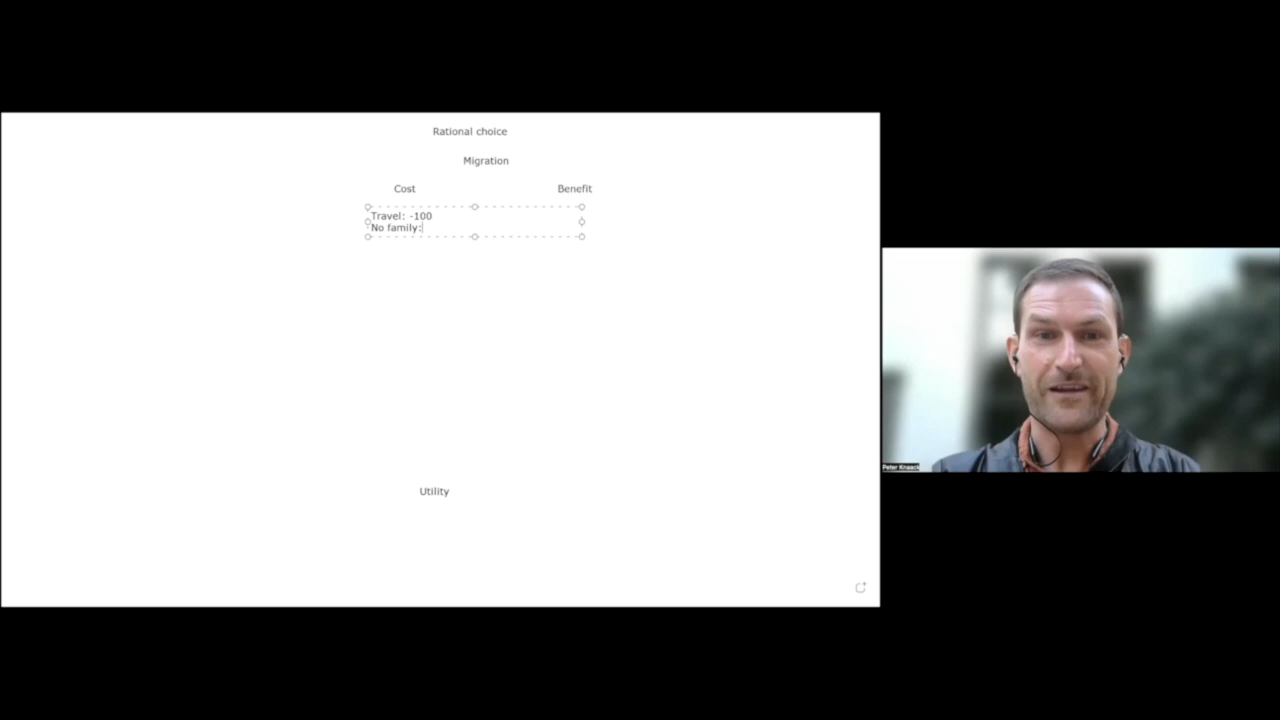 Rational choice
Migration
Cost Benefit
Travel: -100
No family:
Utility
Peter Knaack